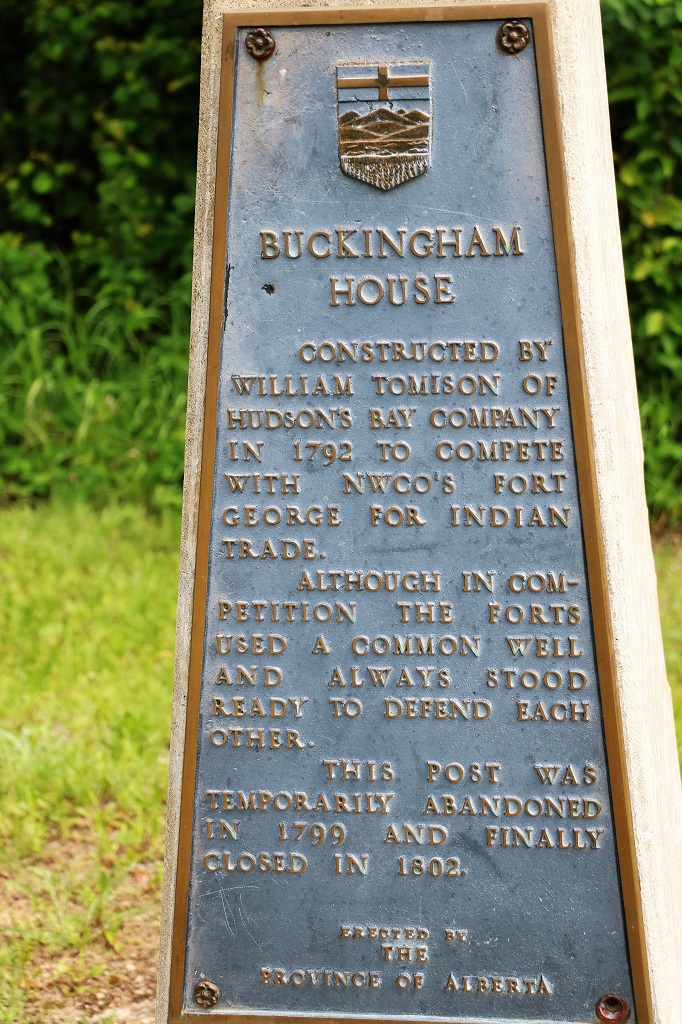 BUCKINGHAM
HOUSE
CONSTRUCTED BY
WILLIAM TOMISON OF
HUDSON'S BAY COMPANY
IN 1792 TO COMPETE
WITH NWCO'S FORT
GEORGE FOR INDIAN
TRADE.
ALTHOUGH IN COM-
PETITION THE FORTS
USED A COMMON WELL
AND ALWAYS STOOD
READY TO DEFEND EACH
OTHER.
THIS POST WAS
TEMPORARILY ABANDONED
IN 1799 AND FINALLY
CLOSED IN 1802.
ERECTED BY
THE
PROVINCE OF ALBERTA